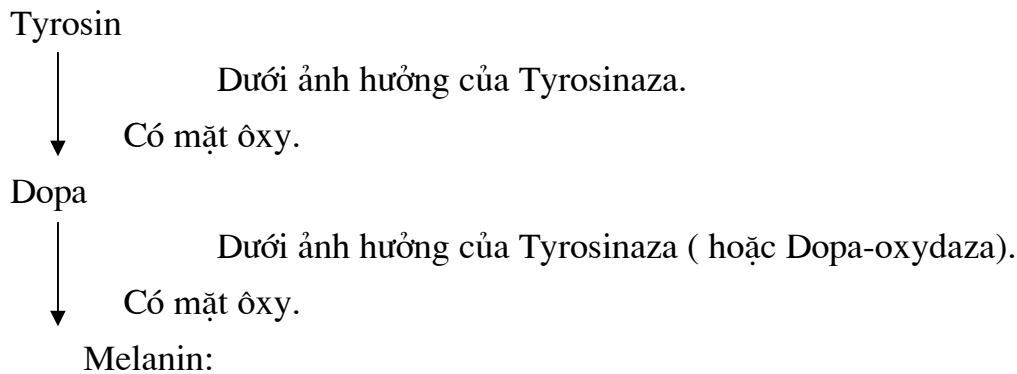 Tyrosin
Dưới ảnh hưởng của Tyrosinaza.
Có mặt ôxy.
Dopa
Dưới ảnh hưởng của Tyrosinaza ( hoặc Dopa-oxydaza).
Có mặt ôxy.
Melanin: